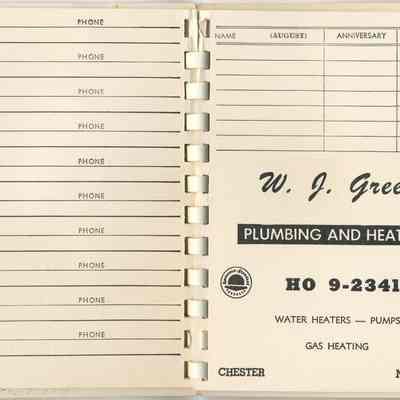 PHONE
PHONE
PHONE
PHONE
PHONE
PHONE
PHONE
PHONE
PHONE
PHONE
NAME (AUGUST) ANNIVERSARY
W. J. Gree
PLUMBING AND HEAT
HO 9-2341
WATER HEATERS — PUMPS
GAS HEATING
CHESTER N